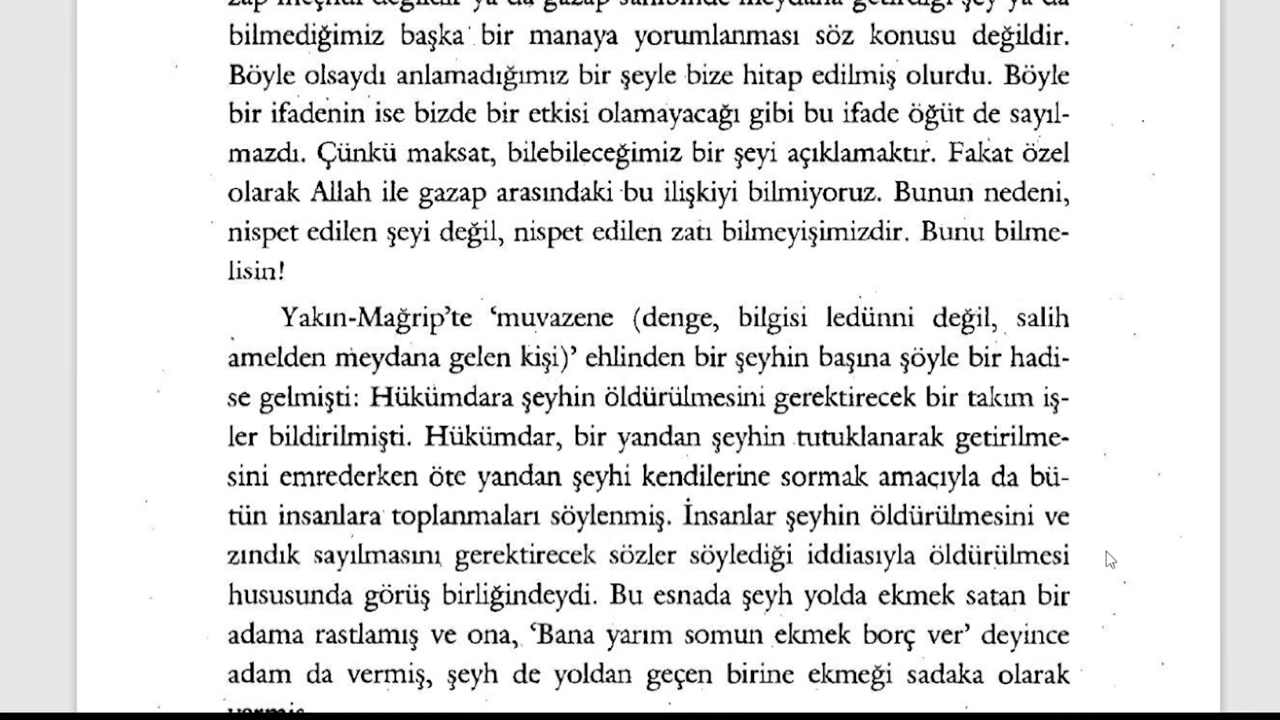 bilmediğimiz başka bir manaya yorumlanması söz konusu değildir.
Böyle olsaydı anlamadığımız bir şeyle bize hitap edilmiş olurdu. Böyle
bir ifadenin ise bizde bir etkisi olamayacağı gibi bu ifade öğüt de sayıl-
mazdı. Çünkü maksat, bilebileceğimiz bir şeyi açıklamaktır. Fakat özel
olarak Allah ile gazap arasındaki bu ilişkiyi bilmiyoruz. Bunun nedeni,
nispet edilen şeyi değil, nispet edilen zatı bilmeyişimizdir. Bunu bilme-
lisin!
Yakın-Mağrip'te 'muvazene (denge, bilgisi ledünni değil, salih
amelden meydana gelen kişi)' ehlinden bir şeyhin başına şöyle bir hadi-
se gelmişti: Hükümdara şeyhin öldürülmesini gerektirecek bir takım iş-
ler bildirilmişti. Hükümdar, bir yandan şeyhin tutuklanarak getirilme-
sini emrederken öte yandan şeyhi kendilerine sormak amacıyla da bü-
tün insanlara toplanmaları söylenmiş. İnsanlar şeyhin öldürülmesini ve
zındık sayılmasını gerektirecek sözler söylediği iddiasıyla öldürülmesi
hususunda görüş birliğindeydi. Bu esnada şeyh yolda ekmek satan bir
adama rastlamış ve ona, 'Bana yarım somun ekmek borç ver' deyince
adam da vermiş, şeyh de yoldan geçen birine ekmeği sadaka olarak